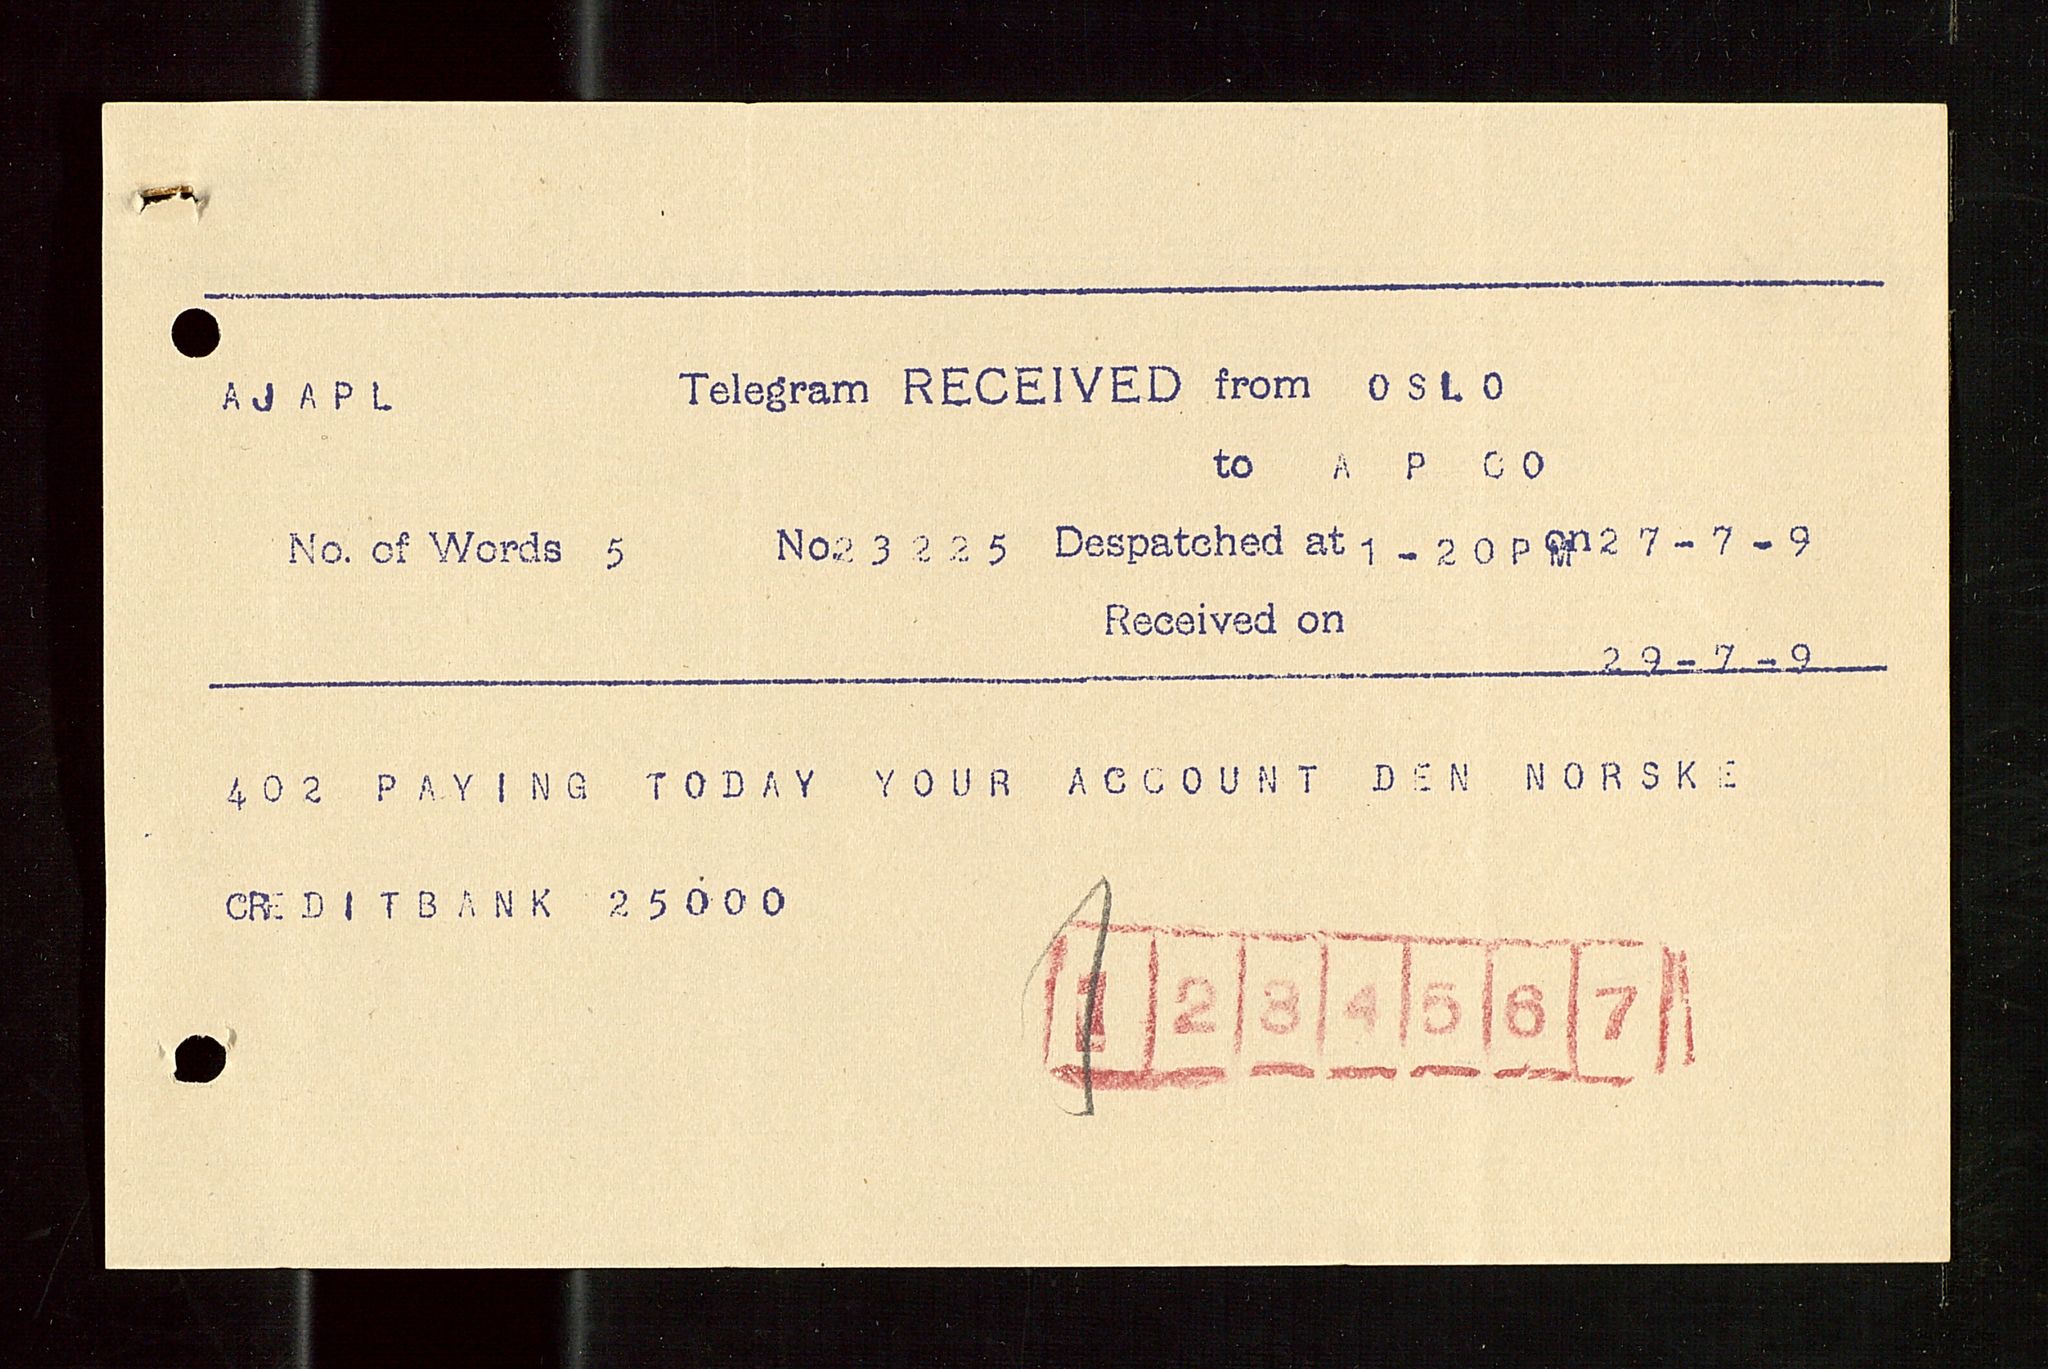 AJAPL Telegram RECEIVED from OSLO
to A P CO
No. of Words 5 No 23225 Despatched at 1-20PM on 27-7-9
Received on
29-7-9
402 PAYING TODAY YOUR ACCOUNT DEN NORSKE
CREDITBANK 25000
1 2 3 4 5 6 7